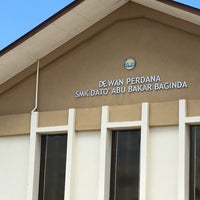 DEWAN PERDANA
SMK DATO' ABU BAKAR BAGINDA